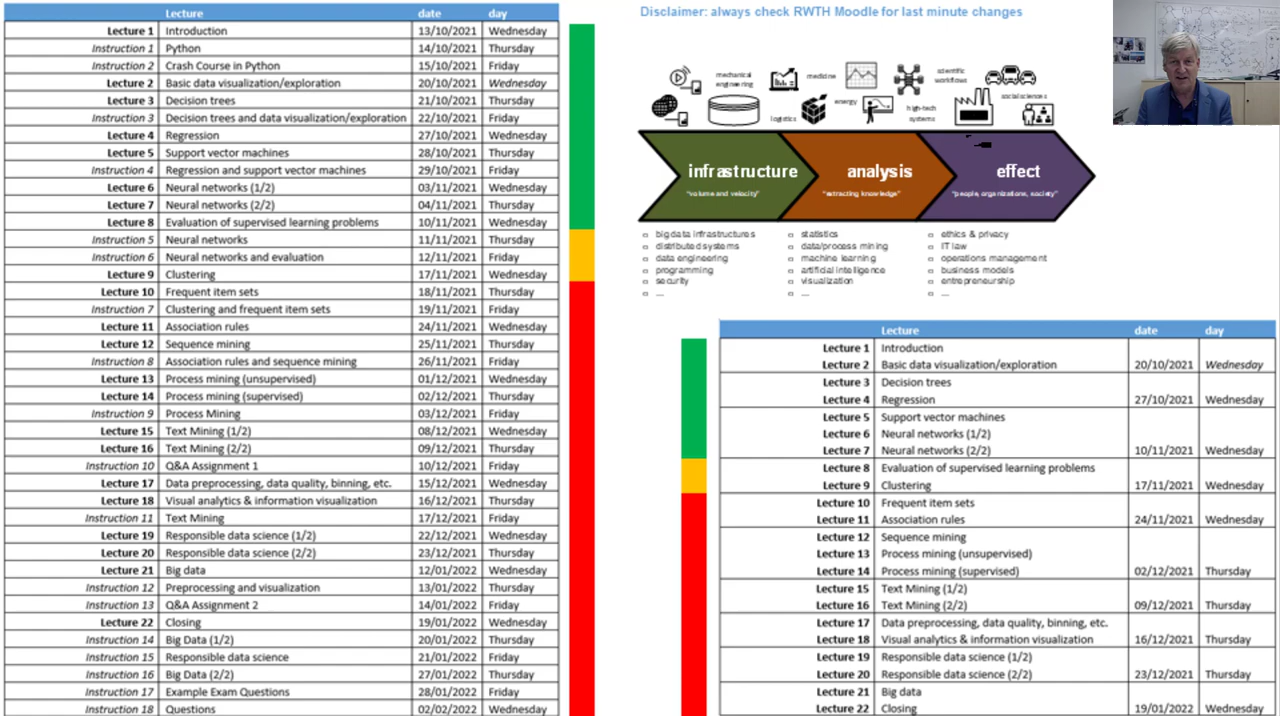 Lecture date day
Lecture 1 Introduction 13/10/2021 Wednesday
Instruction 1 Python 14/10/2021 Thursday
Instruction 2 Crash Course in Python 15/10/2021 Friday
Lecture 2 Basic data visualization/exploration 20/10/2021 Wednesday
Lecture 3 Decision trees 21/10/2021 Thursday
Instruction 3 Decision trees and data visualization/exploration 22/10/2021 Friday
Lecture 4 Regression 27/10/2021 Wednesday
Lecture 5 Support vector machines 28/10/2021 Thursday
Instruction 4 Regression and support vector machines 29/10/2021 Friday
Lecture 6 Neural networks (1/2) 03/11/2021 Wednesday
Lecture 7 Neural networks (2/2) 04/11/2021 Thursday
Lecture 8 Evaluation of supervised learning problems 10/11/2021 Wednesday
Instruction 5 Neural networks 11/11/2021 Thursday
Instruction 6 Neural networks and evaluation 12/11/2021 Friday
Lecture 9 Clustering 17/11/2021 Wednesday
Lecture 10 Frequent item sets 18/11/2021 Thursday
Instruction 7 Clustering and frequent item sets 19/11/2021 Friday
Lecture 11 Association rules 24/11/2021 Wednesday
Lecture 12 Sequence mining 25/11/2021 Thursday
Instruction 8 Association rules and sequence mining 26/11/2021 Friday
Lecture 13 Process mining (unsupervised) 01/12/2021 Wednesday
Lecture 14 Process mining (supervised) 02/12/2021 Thursday
Instruction 9 Process Mining 03/12/2021 Friday
Lecture 15 Text Mining (1/2) 08/12/2021 Wednesday
Lecture 16 Text Mining (2/2) 09/12/2021 Thursday
Instruction 10 Q&A Assignment 1 10/12/2021 Friday
Lecture 17 Data preprocessing, data quality, binning, etc. 15/12/2021 Wednesday
Lecture 18 Visual analytics & information visualization 16/12/2021 Thursday
Instruction 11 Text Mining 17/12/2021 Friday
Lecture 19 Responsible data science (1/2) 22/12/2021 Wednesday
Lecture 20 Responsible data science (2/2) 23/12/2021 Thursday
Lecture 21 Big data 12/01/2022 Wednesday
Instruction 12 Preprocessing and visualization 13/01/2022 Thursday
Instruction 13 Q&A Assignment 2 14/01/2022 Friday
Lecture 22 Closing 19/01/2022 Wednesday
Instruction 14 Big Data (1/2) 20/01/2022 Thursday
Instruction 15 Responsible data science 21/01/2022 Friday
Instruction 16 Big Data (2/2) 27/01/2022 Thursday
Instruction 17 Example Exam Questions 28/01/2022 Friday
Instruction 18 Questions 02/02/2022 Wednesday
Disclaimer: always check RWTH Moodle for last minute changes
mechanical
engineering
medicine
scientific
workflows
logistics
energy
high-tech
systems
social sciences
infrastructure analysis effect
"volume and velocity" "extracting knowledge" "people, organizations, society"
big data infrastructures
distributed systems
data engineering
programming
security
....
statistics
data/process mining
machine learning
artificial intelligence
visualization
....
ethics & privacy
IT law
operations management
business models
entrepreneurship
....
Lecture date day
Lecture 1 Introduction
Lecture 2 Basic data visualization/exploration 20/10/2021 Wednesday
Lecture 3 Decision trees
Lecture 4 Regression 27/10/2021 Wednesday
Lecture 5 Support vector machines
Lecture 6 Neural networks (1/2)
Lecture 7 Neural networks (2/2) 10/11/2021 Wednesday
Lecture 8 Evaluation of supervised learning problems
Lecture 9 Clustering 17/11/2021 Wednesday
Lecture 10 Frequent item sets
Lecture 11 Association rules 24/11/2021 Wednesday
Lecture 12 Sequence mining
Lecture 13 Process mining (unsupervised)
Lecture 14 Process mining (supervised) 02/12/2021 Thursday
Lecture 15 Text Mining (1/2)
Lecture 16 Text Mining (2/2) 09/12/2021 Thursday
Lecture 17 Data preprocessing, data quality, binning, etc.
Lecture 18 Visual analytics & information visualization 16/12/2021 Thursday
Lecture 19 Responsible data science (1/2)
Lecture 20 Responsible data science (2/2) 23/12/2021 Thursday
Lecture 21 Big data
Lecture 22 Closing 19/01/2022 Wednesday